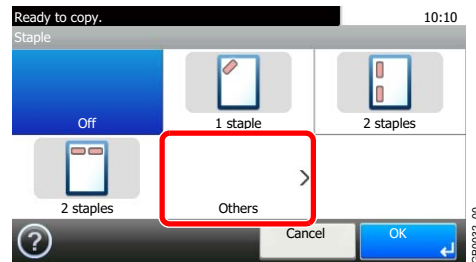 Ready to copy. 10:10
Staple
Off 1 staple 2 staples
2 staples Others
? Cancel OK